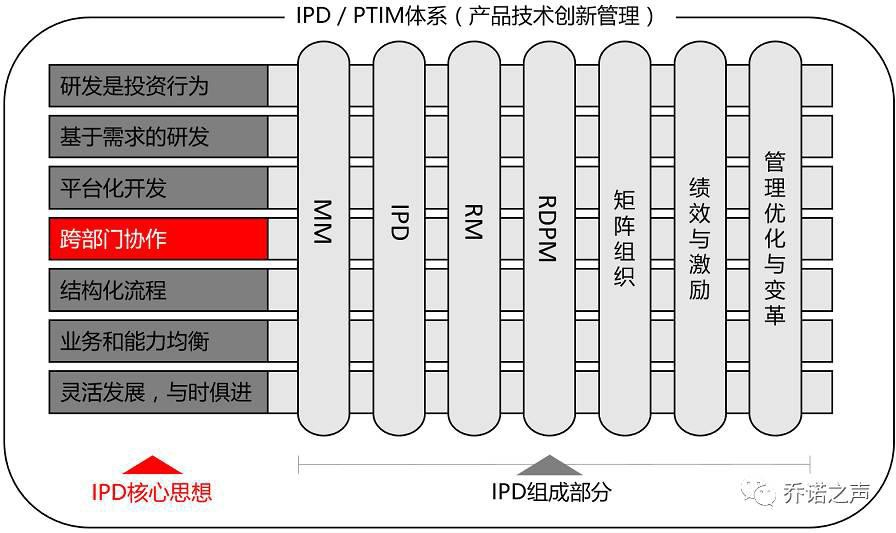 IPD / PTIM体系（产品技术创新管理）
研发是投资行为
基于需求的研发
平台化开发
跨部门协作
结构化流程
业务和能力均衡
灵活发展，与时俱进
MM
IPD
RM
RDPM
矩阵组织
绩效与激励
管理优化与变革
IPD核心思想
IPD组成部分
乔诺之声